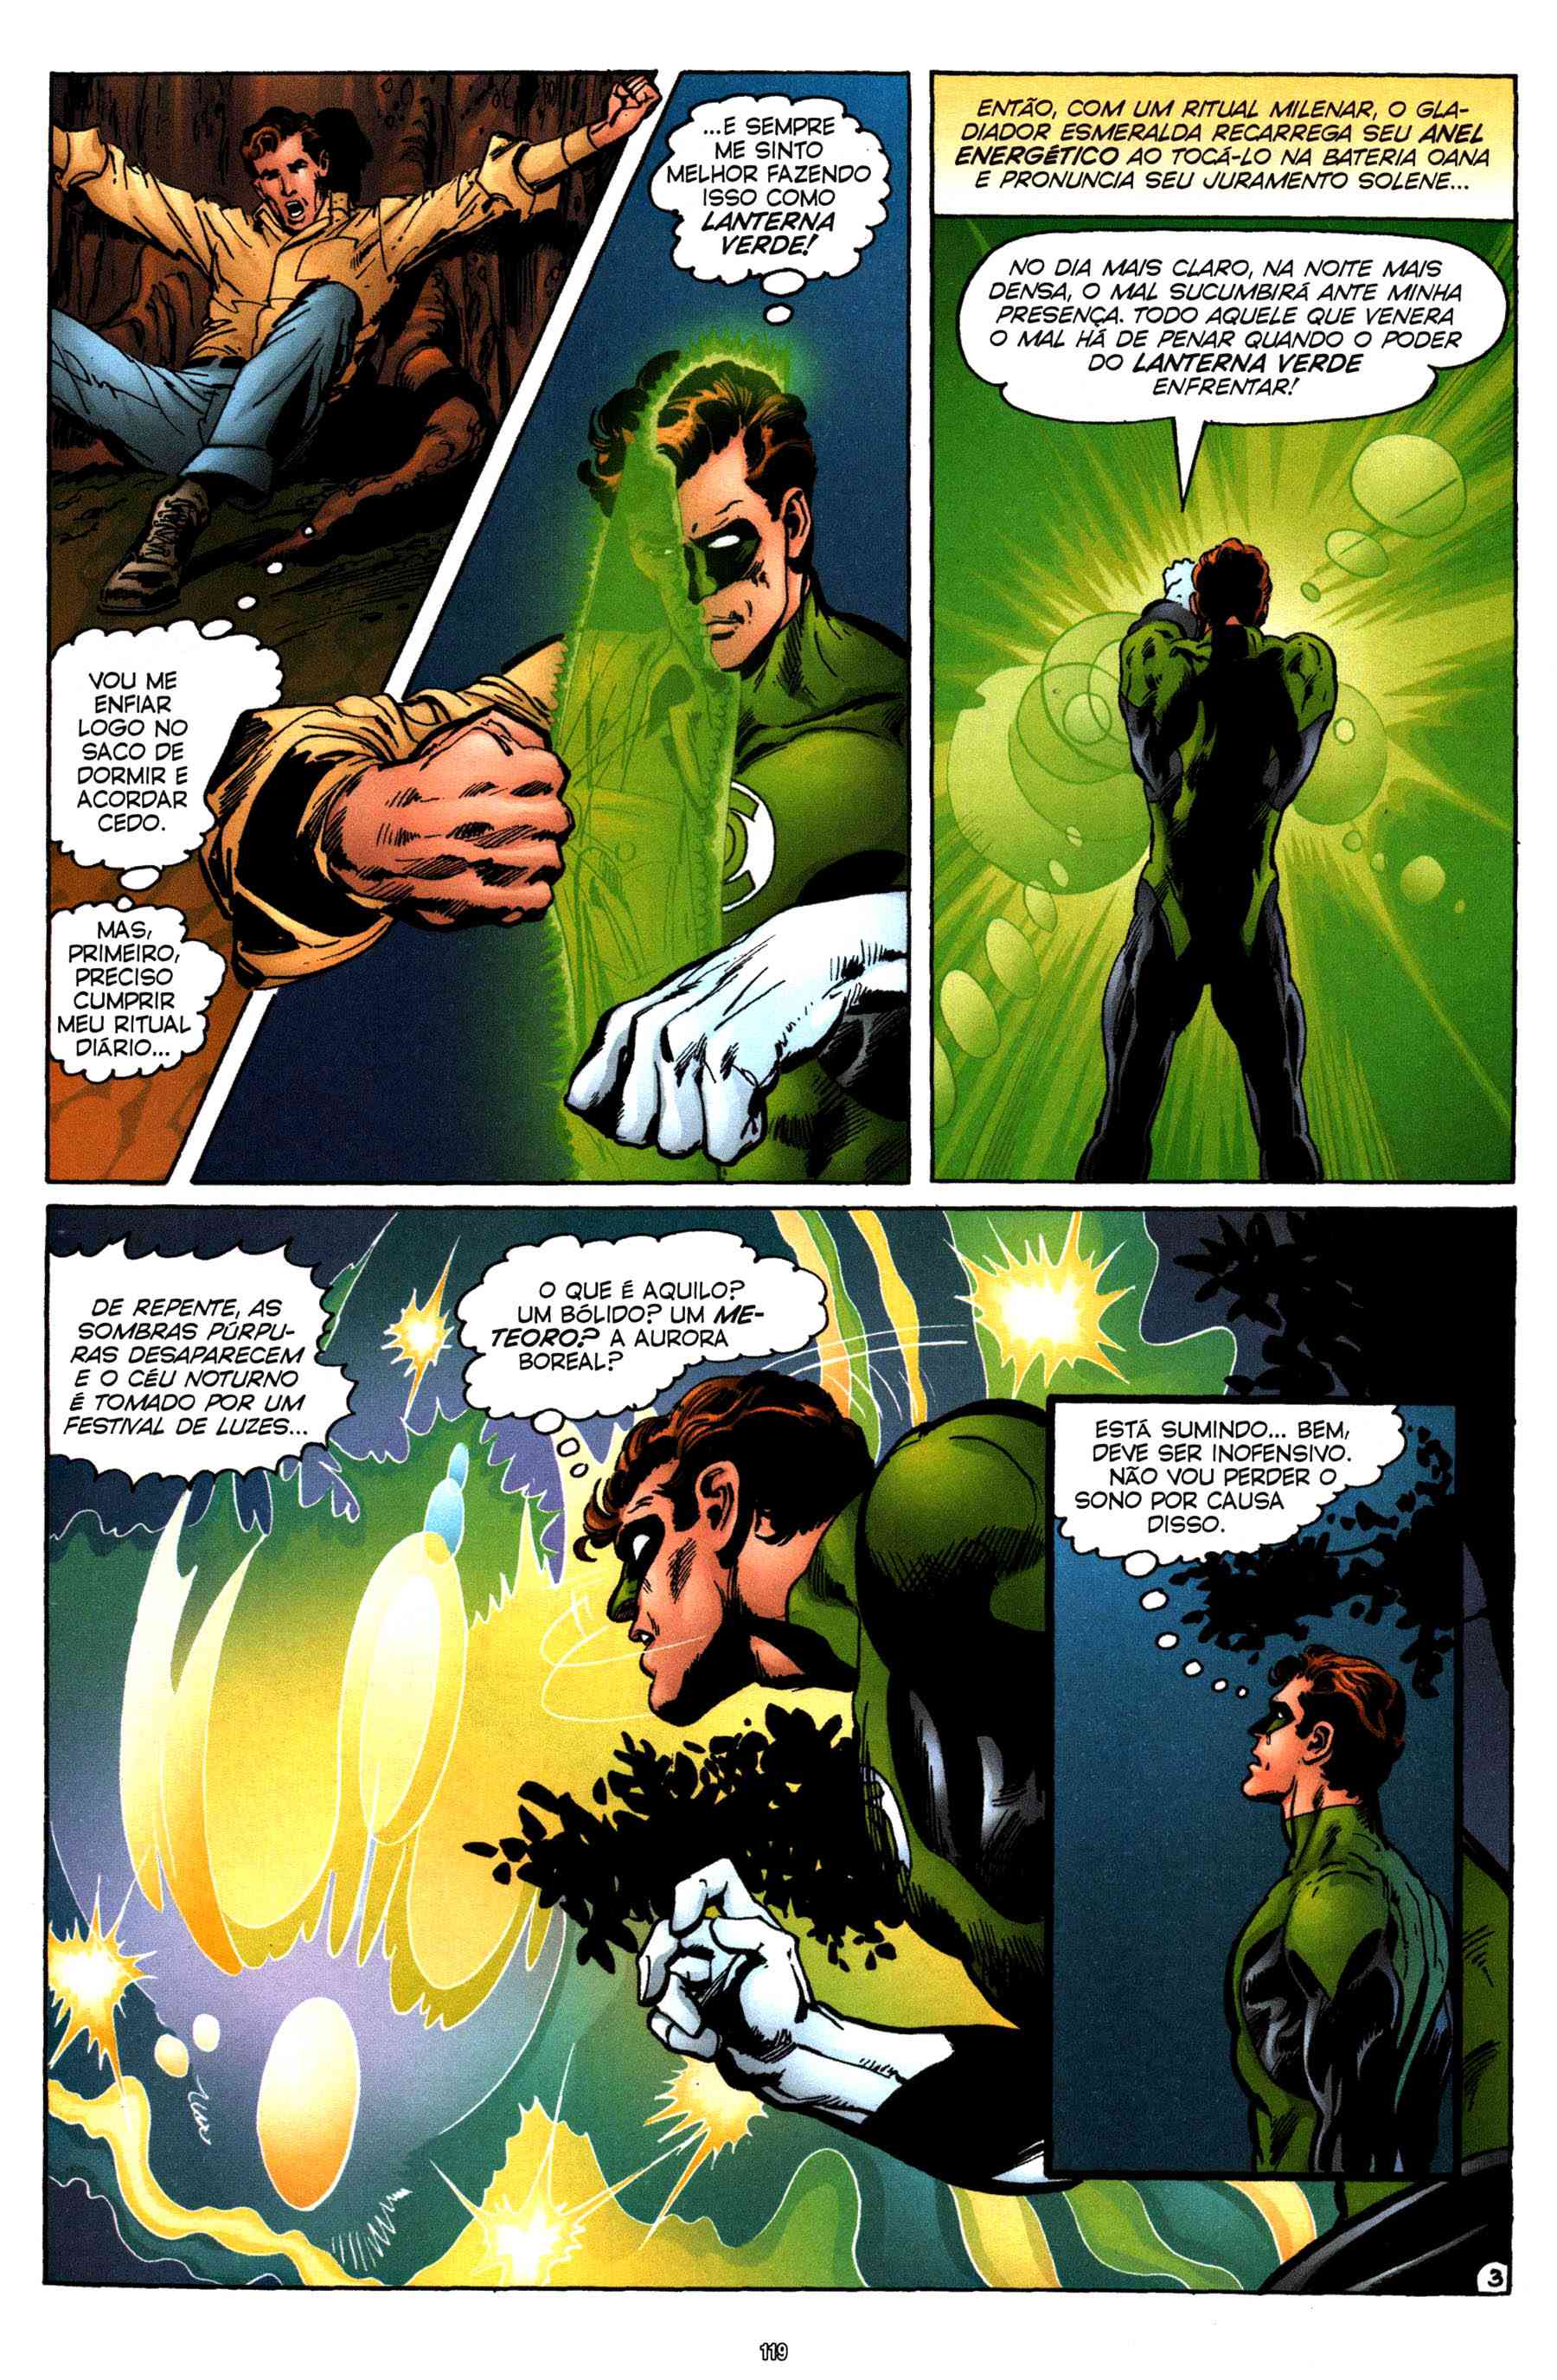 VOU ME
ENFIAR
LOGO NO
SACO DE
DORMIR E
ACORDAR
CEDO.
MAS,
PRIMEIRO,
PRECISO
CUMPRIR
MEU RITUAL
DIÁRIO...
...E SEMPRE
ME SINTO
MELHOR FAZENDO
ISSO COMO
LANTERNA
VERDE!
ENTÃO, COM UM RITUAL MILENAR, O GLA-
DIADOR ESMERALDA RECARREGA SEU ANEL
ENERGÉTICO AO TOCÁ-LO NA BATERIA OANA
E PRONUNCIA SEU JURAMENTO SOLENE...
NO DIA MAIS CLARO, NA NOITE MAIS
DENSA, O MAL SUCUMBIRÁ ANTE MINHA
PRESENÇA. TODO AQUELE QUE VENERA
O MAL HÁ DE PENAR QUANDO O PODER
DO LANTERNA VERDE
ENFRENTAR!
DE REPENTE, AS
SOMBRAS PÚRPU-
RAS DESAPARECEM
E O CÉU NOTURNO
É TOMADO POR UM
FESTIVAL DE LUZES...
O QUE É AQUILO?
UM BÓLIDO? UM ME-
TEORO? A AURORA
BOREAL?
ESTÁ SUMINDO... BEM,
DEVE SER INOFENSIVO.
NÃO VOU PERDER O
SONO POR CAUSA
DISSO.
3
119